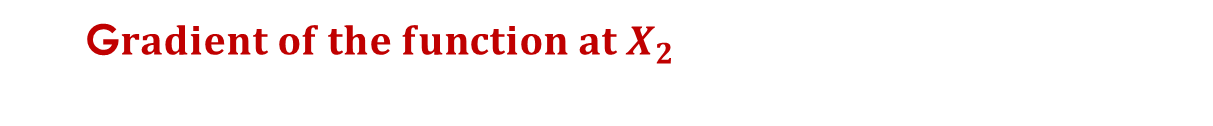 Gradient of the function at X₂